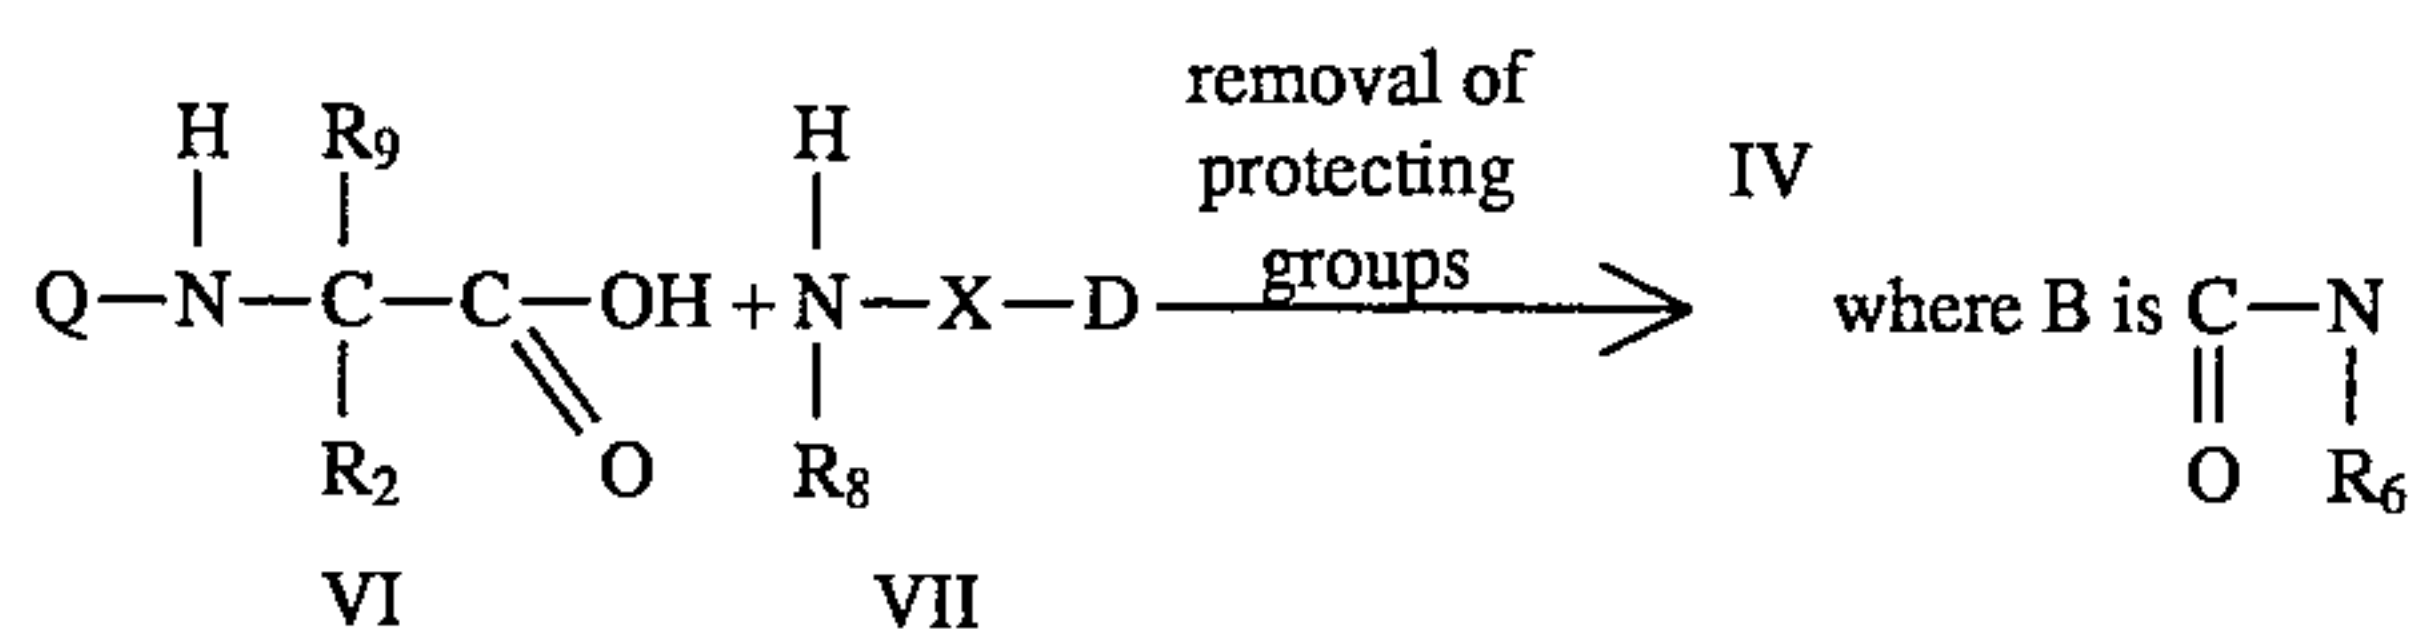 removal of
protecting
groups
H R₉ H IV
Q—N—C—C—OH + N—X—D where B is C—N
R₂ O R₈ O R₆
VI VII